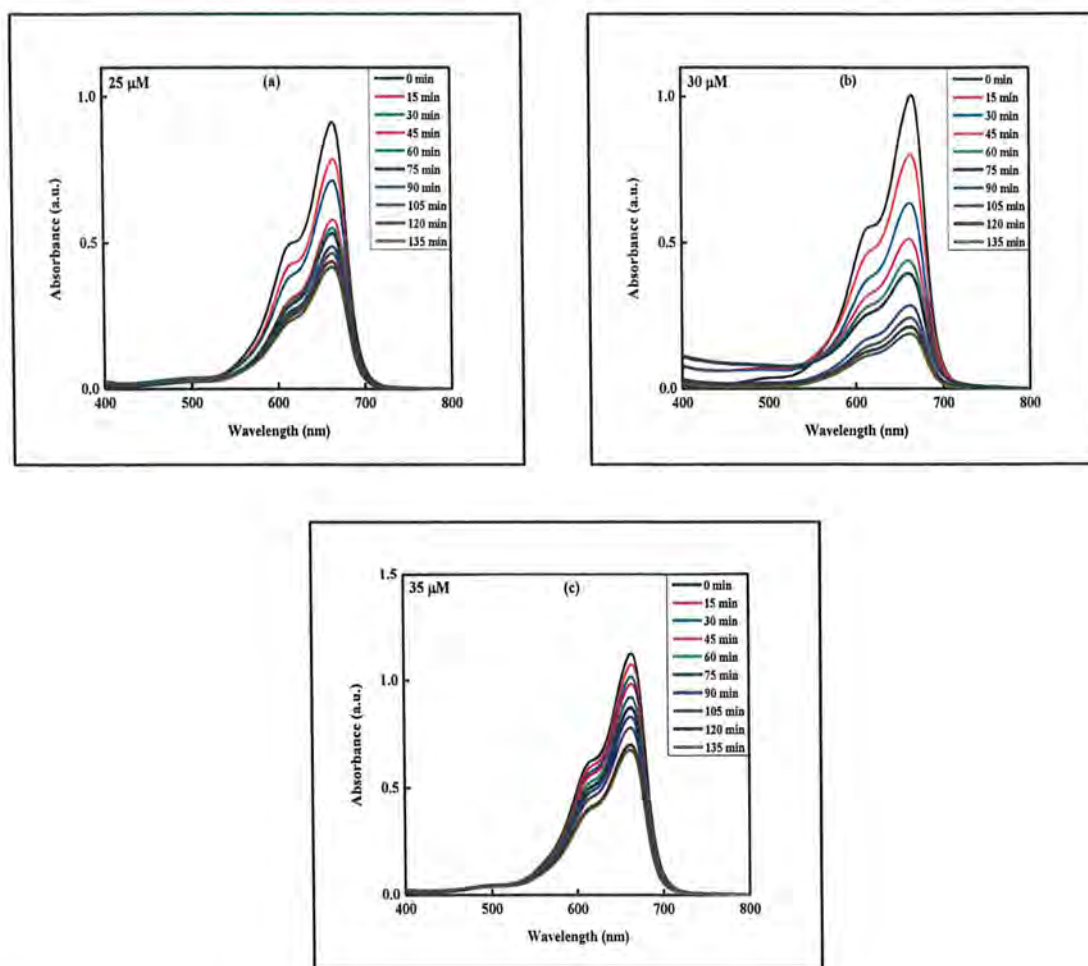 25 µM
(a)
0 min
15 min
30 min
45 min
60 min
75 min
90 min
105 min
120 min
135 min
1.0
0.5
0.0
Absorbance (a.u.)
400
500
600
700
800
Wavelength (nm)
30 µM
(b)
0 min
15 min
30 min
45 min
60 min
75 min
90 min
105 min
120 min
135 min
1.0
0.5
0.0
Absorbance (a.u.)
400
500
600
700
800
Wavelength (nm)
35 µM
(c)
0 min
15 min
30 min
45 min
60 min
75 min
90 min
105 min
120 min
135 min
1.5
1.0
0.5
0.0
Absorbance (a.u.)
400
500
600
700
800
Wavelength (nm)